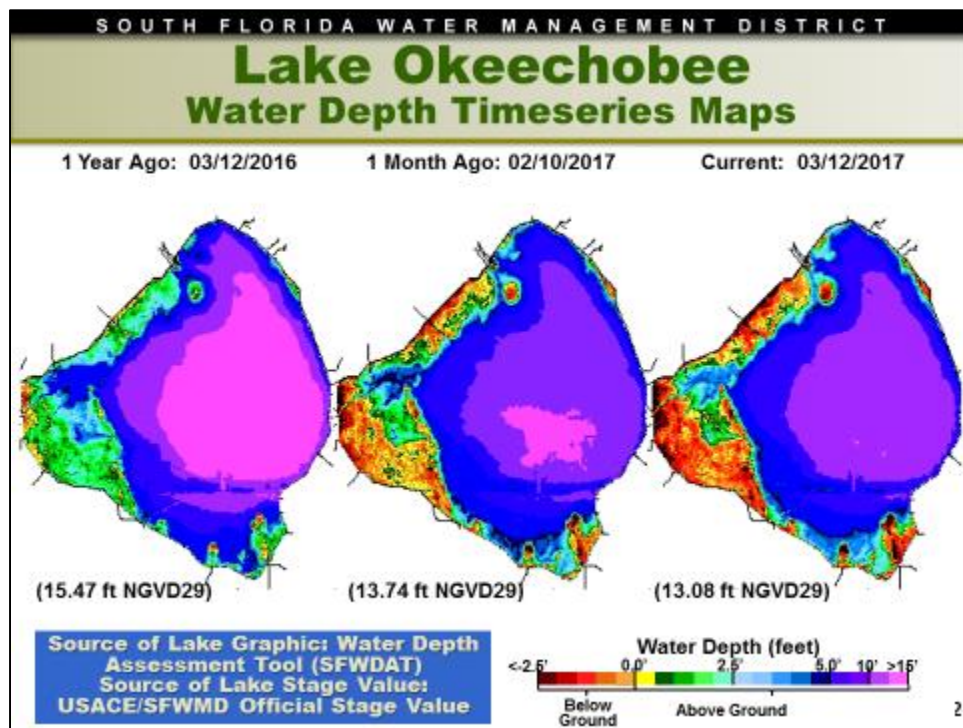 SOUTH FLORIDA WATER MANAGEMENT DISTRICT
Lake Okeechobee
Water Depth Timeseries Maps
1 Year Ago: 03/12/2016 1 Month Ago: 02/10/2017 Current: 03/12/2017
(15.47 ft NGVD29) (13.74 ft NGVD29) (13.08 ft NGVD29)
Source of Lake Graphic: Water Depth
Assessment Tool (SFWDAT)
Source of Lake Stage Value:
USACE/SFWMD Official Stage Value
Water Depth (feet)
<-2.5' 0.0' 2.5' 5.0' 10' >15'
Below
Ground
Above Ground
2